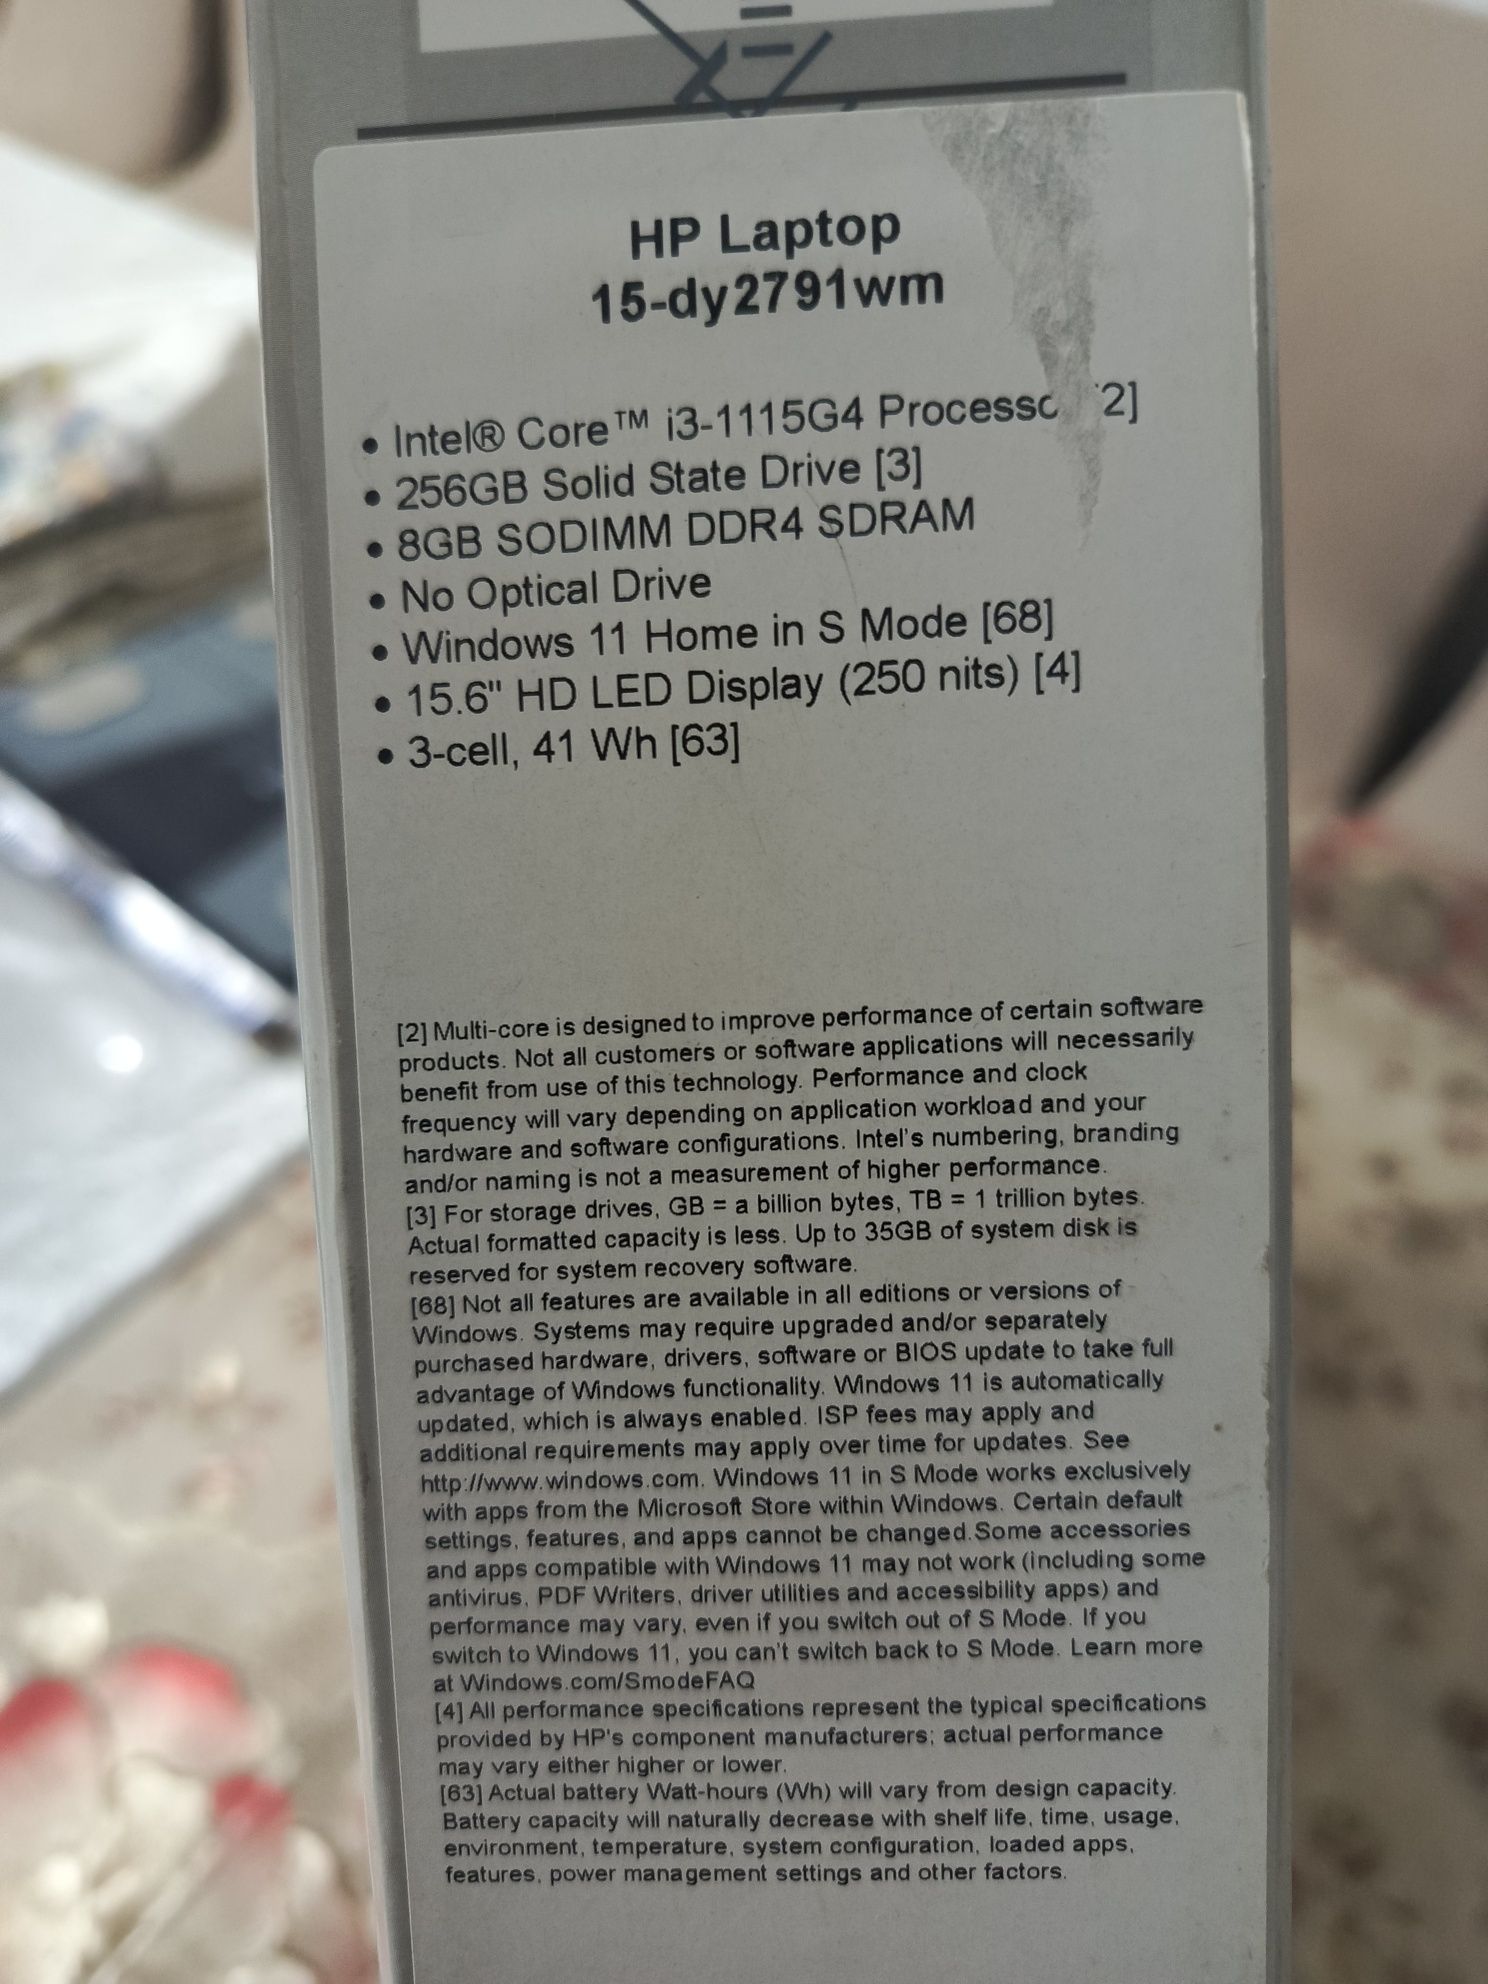 HP Laptop
15-dy2791wm
• Intel® Core™ i3-1115G4 2]
• 256GB Solid State Drive [3]
• 8GB SODIMM DDR4 SDRAM
• No Optical Drive
• Windows 11 Home in S Mode [68]
• 15.6" HD LED Display (250 nits) [4]
• 3-cell, 41 Wh [63]
[2] Multi-core is designed to improve performance of certain software
products. Not all customers or software applications will necessarily
benefit from use of this technology. Performance and clock
frequency will vary depending on application workload and your
hardware and software configurations. Intel's numbering, branding
and/or naming is not a measurement of higher performance.
[3] For storage drives, GB = a billion bytes, TB = 1 trillion bytes.
Actual formatted capacity is less. Up to 35GB of system disk is
reserved for system recovery software.
[68] Not all features are available in all editions or versions of
Windows. Systems may require upgraded and/or separately
purchased hardware, drivers, software or BIOS update to take full
advantage of Windows functionality. Windows 11 is automatically
updated, which is always enabled. ISP fees may apply and
additional requirements may apply over time for updates. See
http://www.windows.com. Windows 11 in S Mode works exclusively
with apps from the Microsoft Store within Windows. Certain default
settings, features, and apps cannot be changed.Some accessories
and apps compatible with Windows 11 may not work (including some
antivirus, PDF Writers, driver utilities and accessibility apps) and
performance may vary, even if you switch out of S Mode. If you
switch to Windows 11, you can't switch back to S Mode. Learn more
at Windows.com/SmodeFAQ
[4] All performance specifications represent the typical specifications
provided by HP's component manufacturers; actual performance
may vary either higher or lower.
[63] Actual battery Watt-hours (Wh) will vary from design capacity.
Battery capacity will naturally decrease with shelf life, time, usage,
environment, temperature, system configuration, loaded apps,
features, power management settings and other factors.